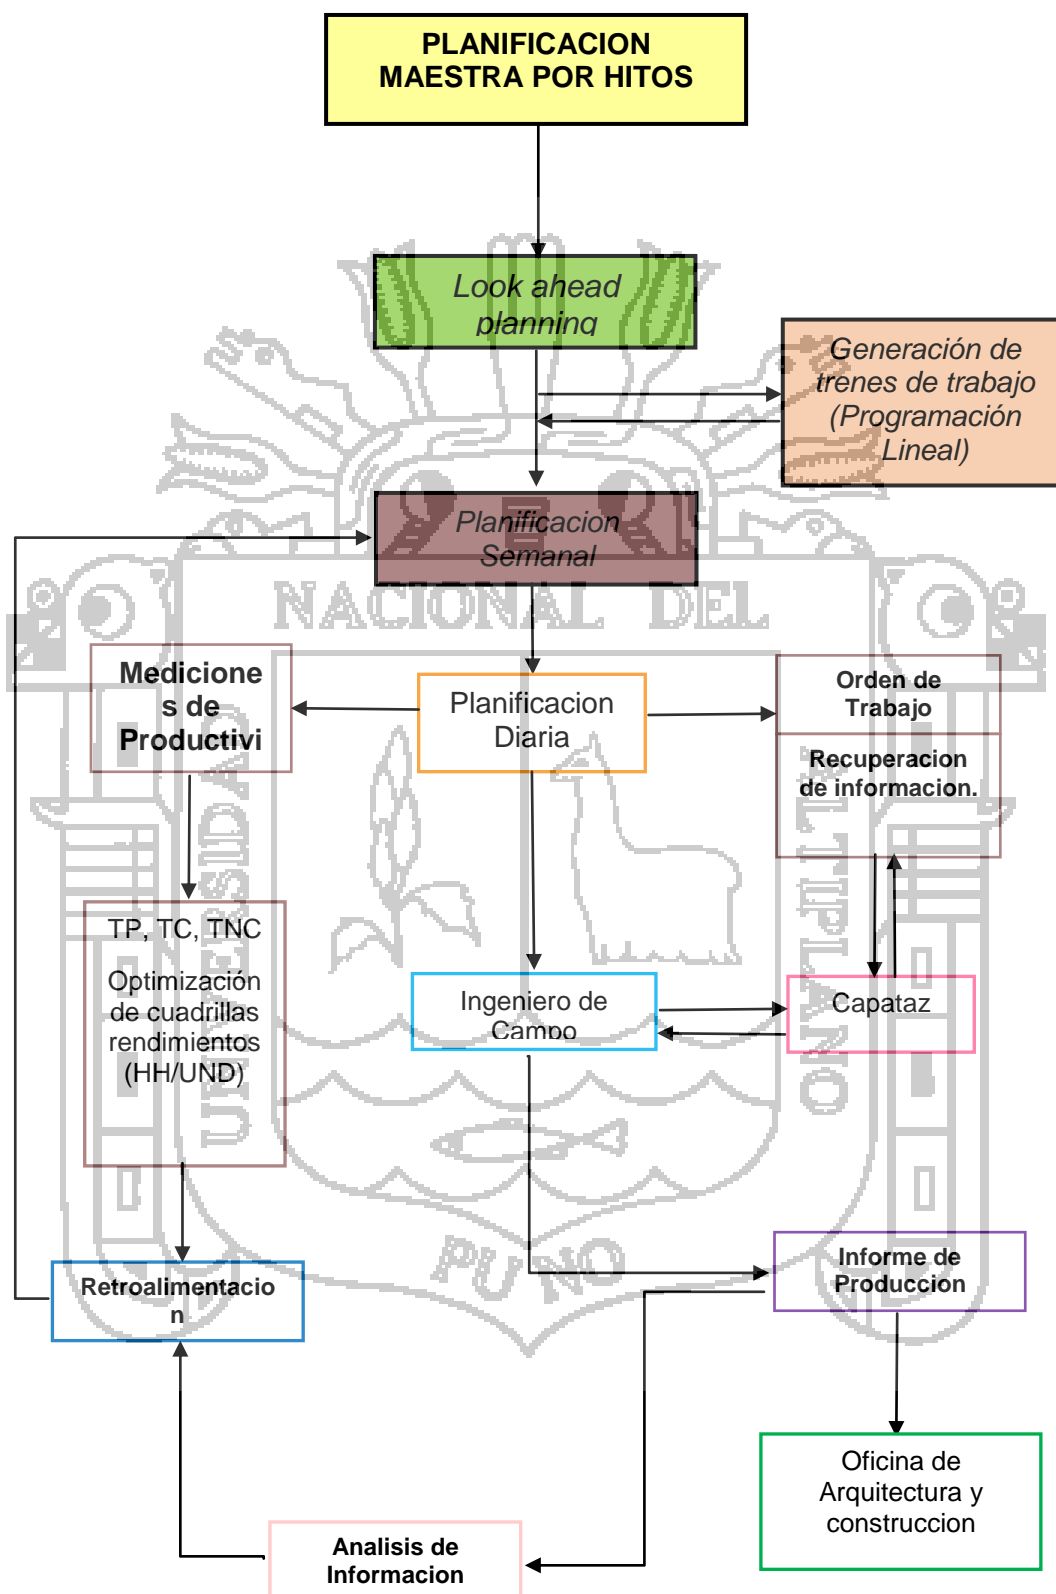 PLANIFICACION
MAESTRA POR HITOS
Look ahead
planning
Generación de
trenes de trabajo
(Programación
Lineal)
Planificacion
Semanal
NACIONAL DEL
Medicione
s de
Productivi
Planificacion
Diaria
Orden de
Trabajo
Recuperacion
de informacion.
UNIVERSIDAD
ALTIPLANO
TP, TC, TNC
Optimización
de cuadrillas
rendimientos
(HH/UND)
Ingeniero de
Campo
Capataz
PUNO
Retroalimentacio
n
Informe de
Produccion
Oficina de
Arquitectura y
construccion
Analisis de
Informacion